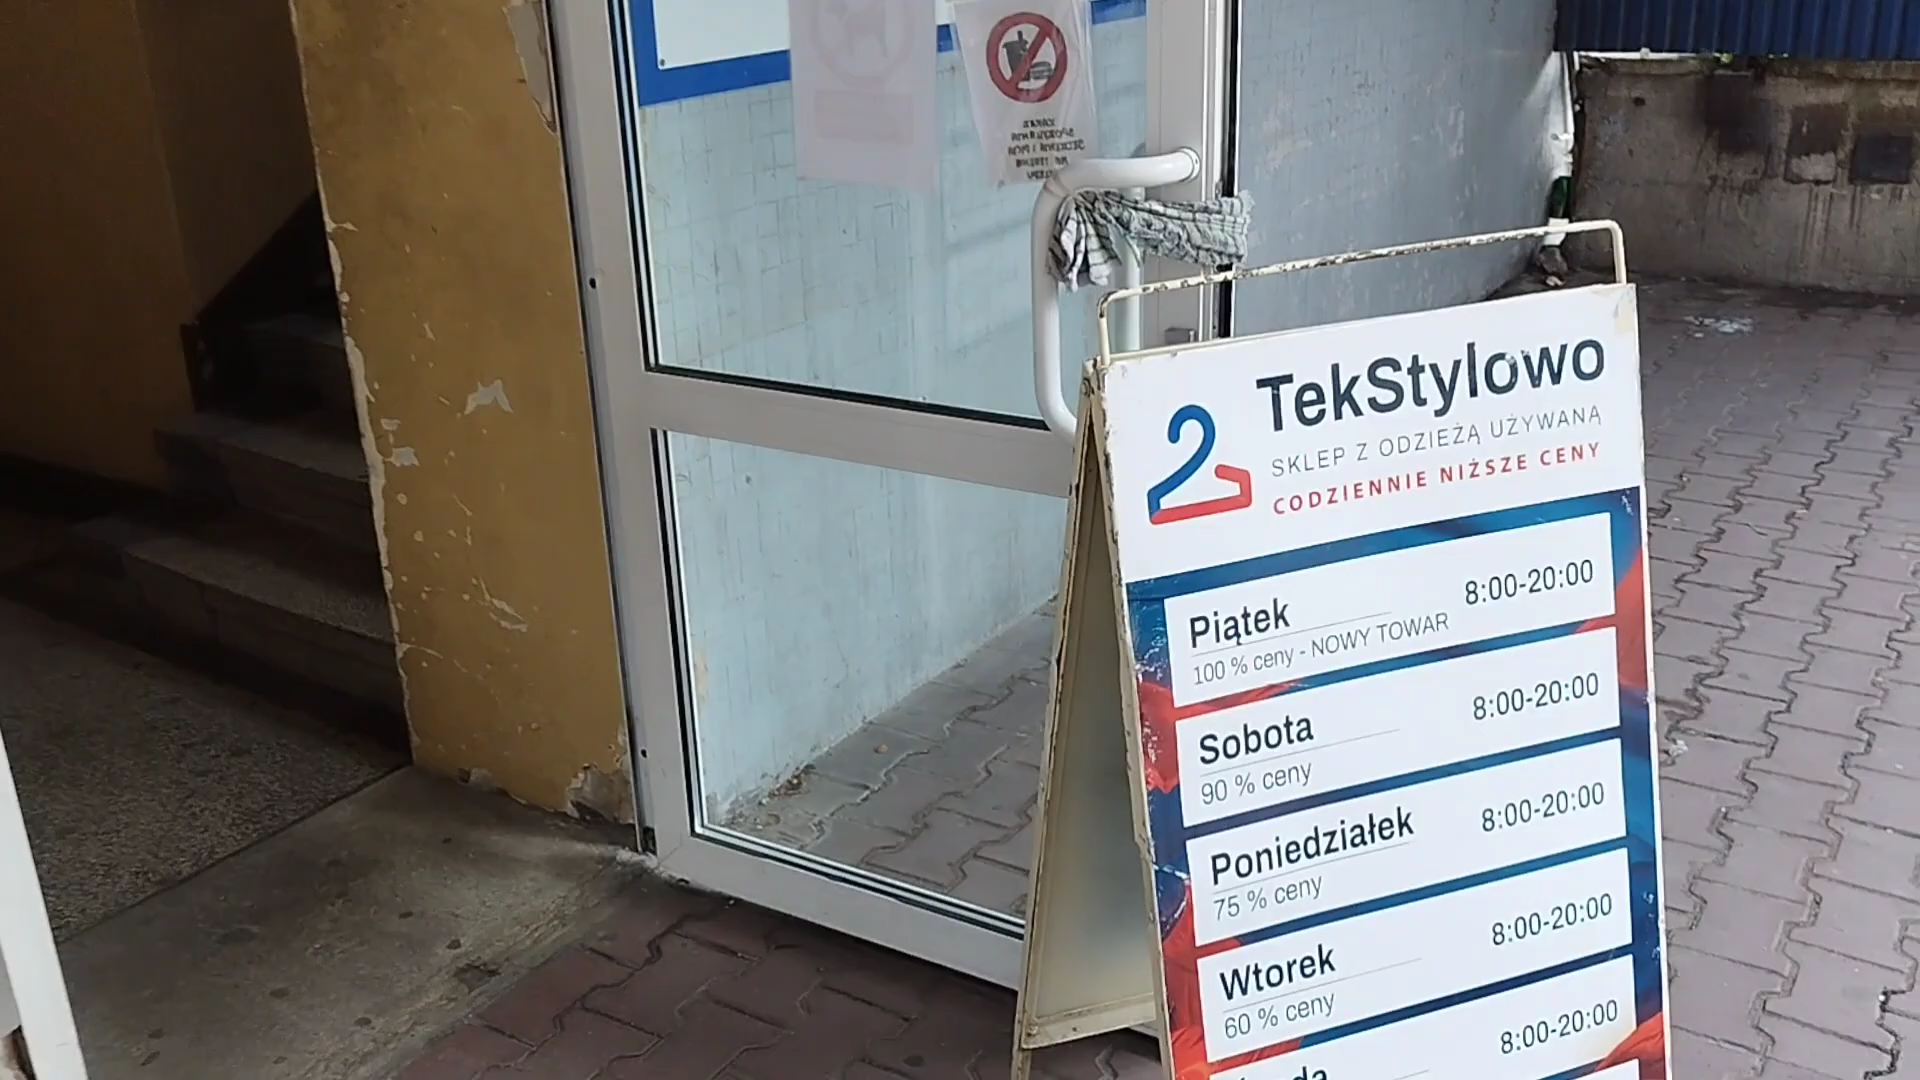 TekStylowo
SKLEP Z ODZIEŻĄ UŻYWANĄ
CODZIENNIE NIŻSZE CENY
Piątek 8:00-20:00
100 % ceny - NOWY TOWAR
Sobota 8:00-20:00
90 % ceny
Poniedziałek 8:00-20:00
75 % ceny
Wtorek 8:00-20:00
60 % ceny
8:00-20:00